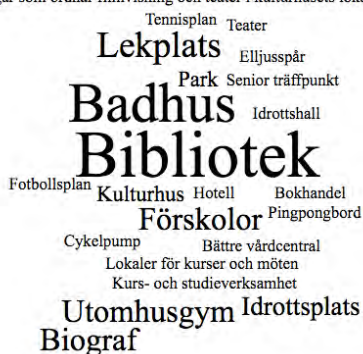 Tennisplan Teater
Lekplats Elljusspår
Park Senior träffpunkt
Badhus Idrottshall
Bibliotek
Fotbollsplan Kulturhus Hotell Bokhandel
Förskolor Pingpongbord
Cykelpump Bättre vårdcentral
Lokaler för kurser och möten
Kurs- och studieverksamhet
Utomhusgym Idrottsplats
Biograf